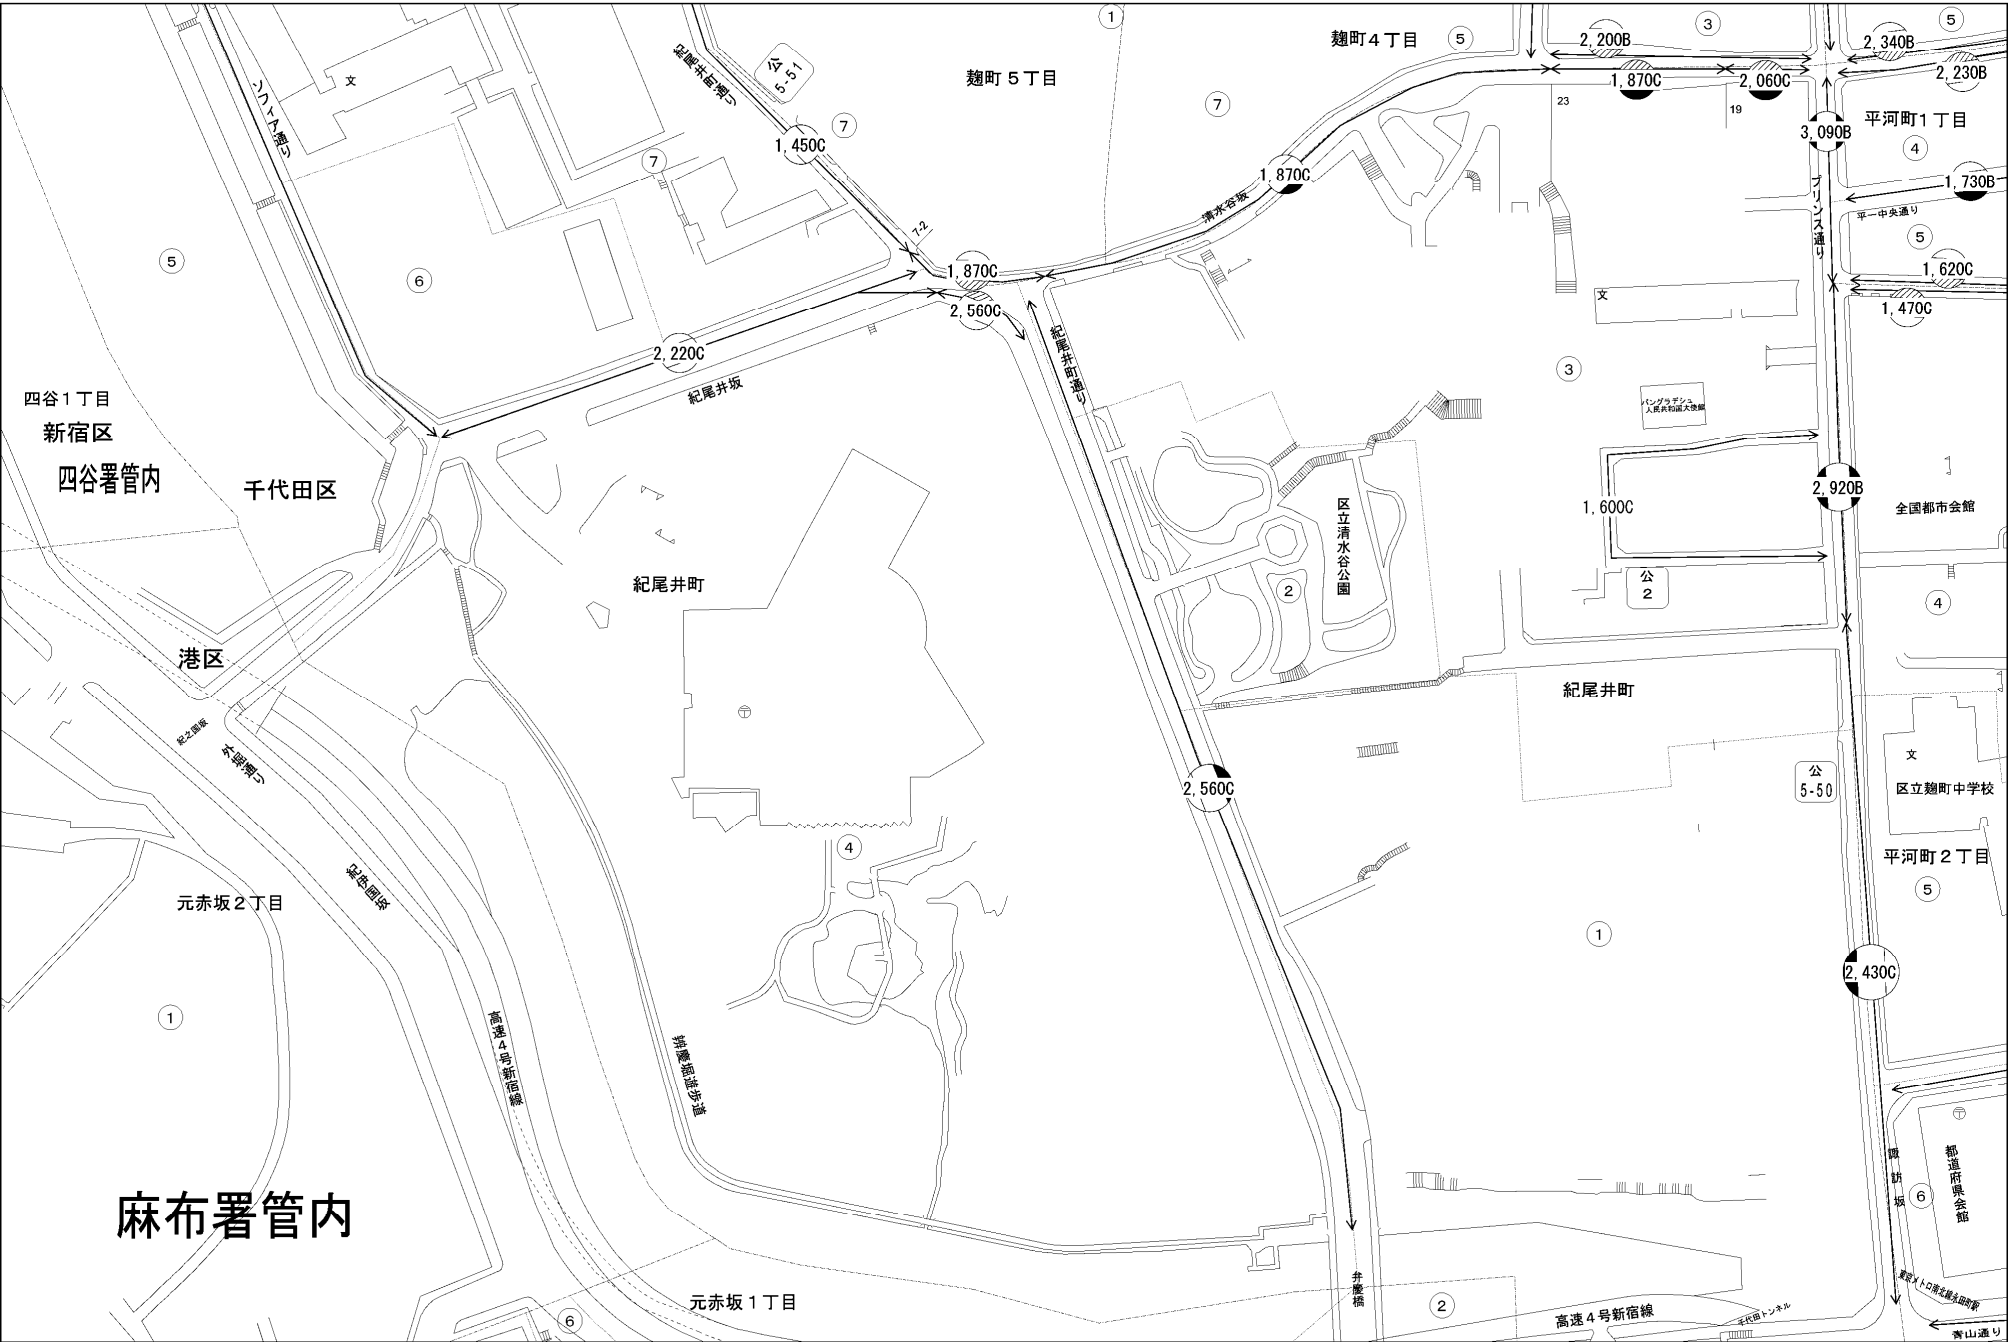 1
3
5
5
麹町4丁目
2,200B
2,340B
紀尾井町通り
公
5-51
麹町5丁目
1,870C
2,060C
2,230B
文
ソフィア通り
7
7
23
19
平河町1丁目
3,090B
4
1,450C
7
1,870C
1,730B
プリンス通り
平一中央通り
清水谷坂
7-2
5
5
6
1,870C
1,620C
文
1,470C
2,560C
2,220C
紀尾井町通り
3
紀尾井坂
四谷1丁目
新宿区
バングラデシュ
人民共和国大使館
四谷署管内
千代田区
2,920B
1,600C
全国都市会館
区立清水谷公園
紀尾井町
2
公
2
4
港区
紀尾井町
〒
紀之国坂
外堀通り
文
2,560C
公
5-50
区立麹町中学校
4
平河町2丁目
紀伊国坂
元赤坂2丁目
5
1
2,430C
1
高速4号新宿線
辨慶堀遊歩道
〒
諏訪坂
都道府県会館
6
麻布署管内
弁慶橋
東京メトロ南北線永田町駅
元赤坂1丁目
2
6
高速4号新宿線
千代田トンネル
青山通り